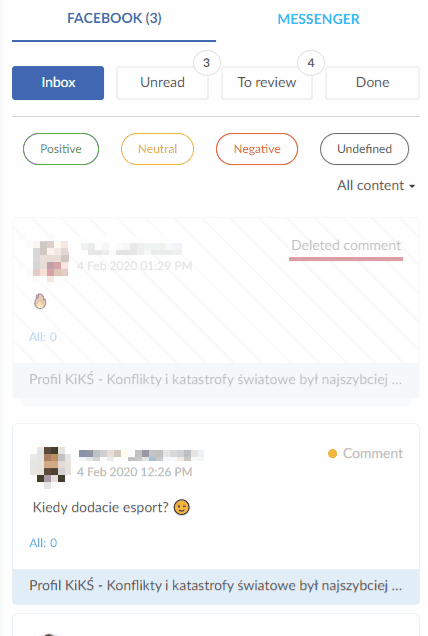 FACEBOOK (3) MESSENGER
3 4
Inbox Unread To review Done
Positive Neutral Negative Undefined
All content
Deleted comment
4 Feb 2020 01:29 PM
All: 0
Profil KiKŚ - Konflikty i katastrofy światowe był najszybciej ...
Comment
4 Feb 2020 12:26 PM
Kiedy dodacie esport? 😉
All: 0
Profil KiKŚ - Konflikty i katastrofy światowe był najszybciej ...